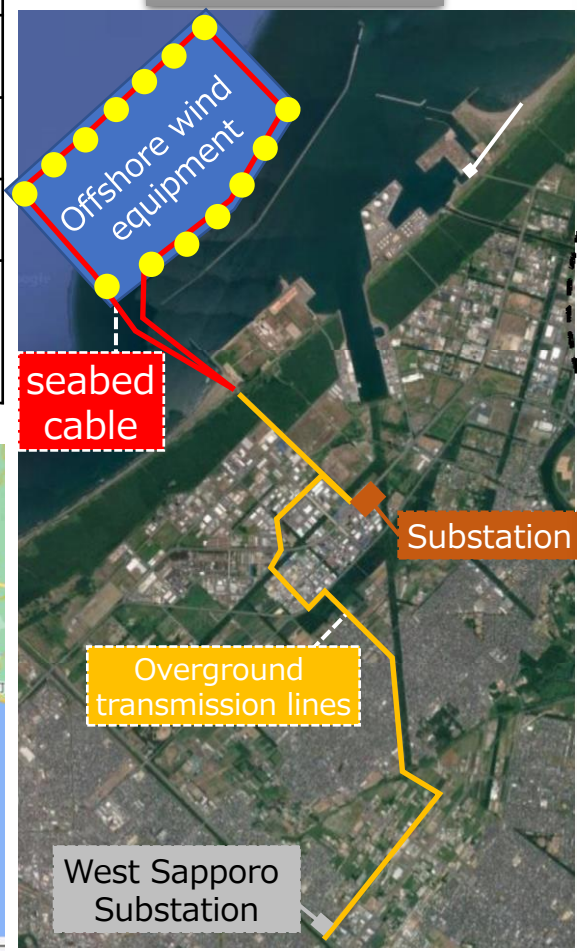 Offshore wind
equipment
seabed
cable
Substation
Overground
transmission lines
West Sapporo
Substation